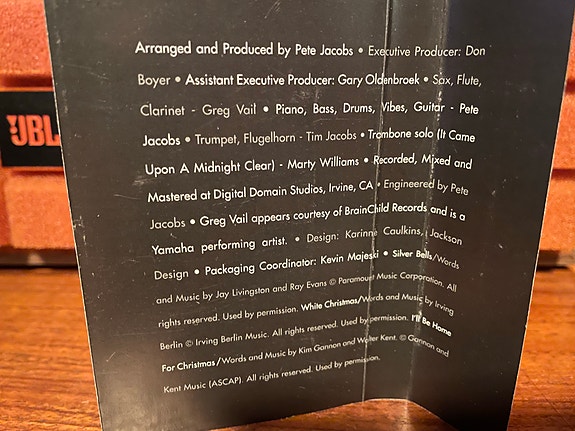 Arranged and Produced by Pete Jacobs • Executive Producer: Don
Boyer • Assistant Executive Producer: Gary Oldenbroek • Sax, Flute,
Clarinet - Greg Vail • Piano, Bass, Drums, Vibes, Guitar - Pete
Jacobs • Trumpet, Flugelhorn - Tim Jacobs • Trombone solo (It Came
Upon A Midnight Clear) - Marty Williams • Recorded, Mixed and
Mastered at Digital Domain Studios, Irvine, CA • Engineered by Pete
Jacobs • Greg Vail appears courtesy of BrainChild Records and is a
Yamaha performing artist. • Design: Karinne Caulkins, Jackson
Design • Packaging Coordinator: Kevin Majeski • Silver Bells/Words
and Music by Jay Livingston and Ray Evans © Paramour Music Corporation. All
rights reserved. Used by permission. White Christmas/Words and Music by Irving
Berlin © Irving Berlin Music. All rights reserved. Used by permission. I'll Be Home
For Christmas/Words and Music by Kim Gannon and Walter Kent. © Gannon and
Kent Music (ASCAP). All rights reserved. Used by permission.
JBL